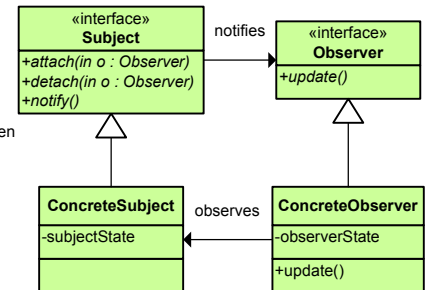 «interface»
Subject
+attach(in o : Observer)
+detach(in o : Observer)
+notify()
notifies
«interface»
Observer
+update()
en
ConcreteSubject
-subjectState
observes
ConcreteObserver
-observerState
+update()